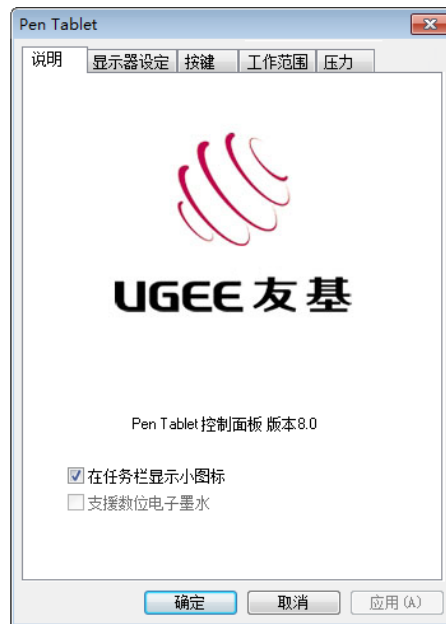 Pen Tablet
说明 显示器设定 按键 工作范围 压力
UGEE 友基
Pen Tablet 控制面板 版本8.0
在任务栏显示小图标
支援数位电子墨水
确定 取消 应用(A)